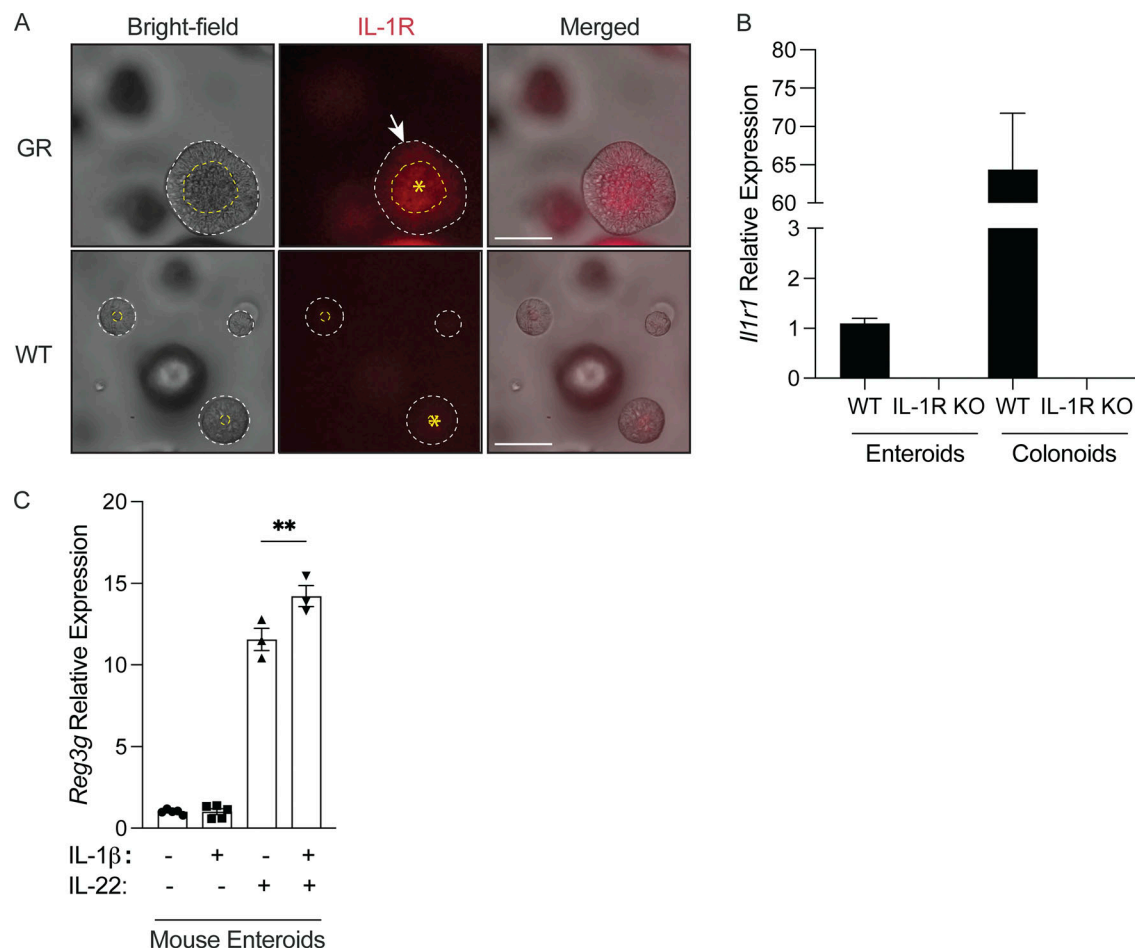 A
Bright-field
IL-1R
Merged
GR
*
WT
*
B
Il1r1 Relative Expression
80
75
70
65
60
3
2
1
0
WT IL-1R KO WT IL-1R KO
Enteroids Colonoids
C
Reg3g Relative Expression
20
15
10
5
0
**
IL-1β: - + - +
IL-22: - - + +
Mouse Enteroids